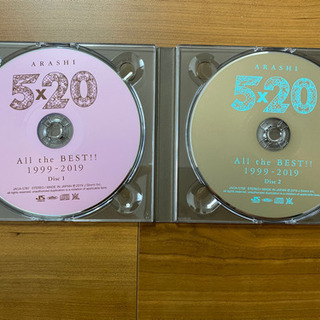 ARASHI
5×20
All the BEST!!
1999-2019
Disc 1
ARASHI
5×20
All the BEST!!
1999-2019
Disc 2